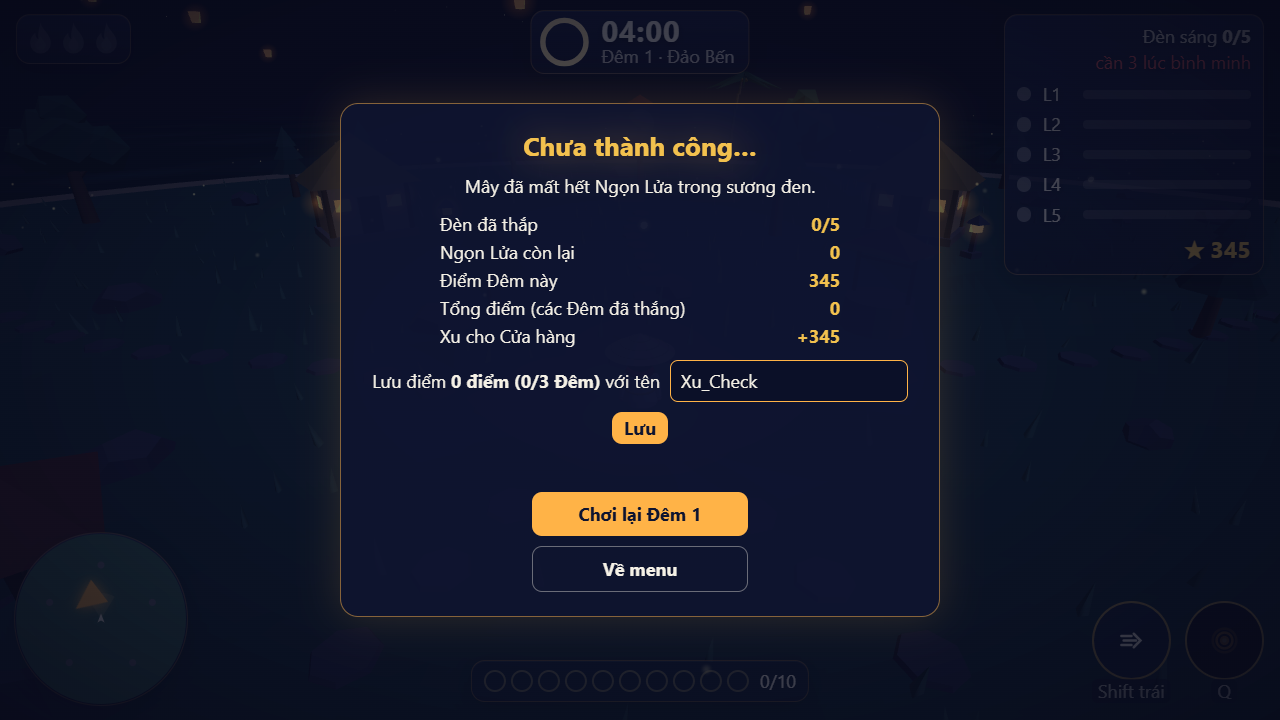 04:00
Đêm 1 · Đảo Bến
Đèn sáng 0/5
cần 3 lúc bình minh
L1
L2
L3
L4
L5
★ 345
Chưa thành công...
Mây đã mất hết Ngọn Lửa trong sương đen.
Đèn đã thắp 0/5
Ngọn Lửa còn lại 0
Điểm Đêm này 345
Tổng điểm (các Đêm đã thắng) 0
Xu cho Cửa hàng +345
Lưu điểm 0 điểm (0/3 Đêm) với tên Xu_Check
Lưu
Chơi lại Đêm 1
Về menu
0/10
Shift trái
Q